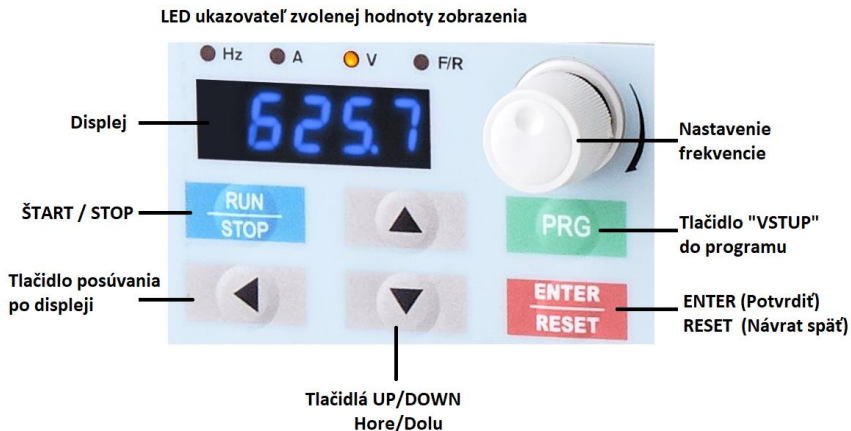 LED ukazovateľ zvolenej hodnoty zobrazenia
Hz A V F/R
Displej
625.7
Nastavenie
frekvencie
ŠTART / STOP
RUN
STOP
PRG
Tlačidlo "VSTUP"
do programu
Tlačidlo posúvania
po displeji
ENTER
RESET
ENTER (Potvrdiť)
RESET (Návrat späť)
Tlačidlá UP/DOWN
Hore/Dolu